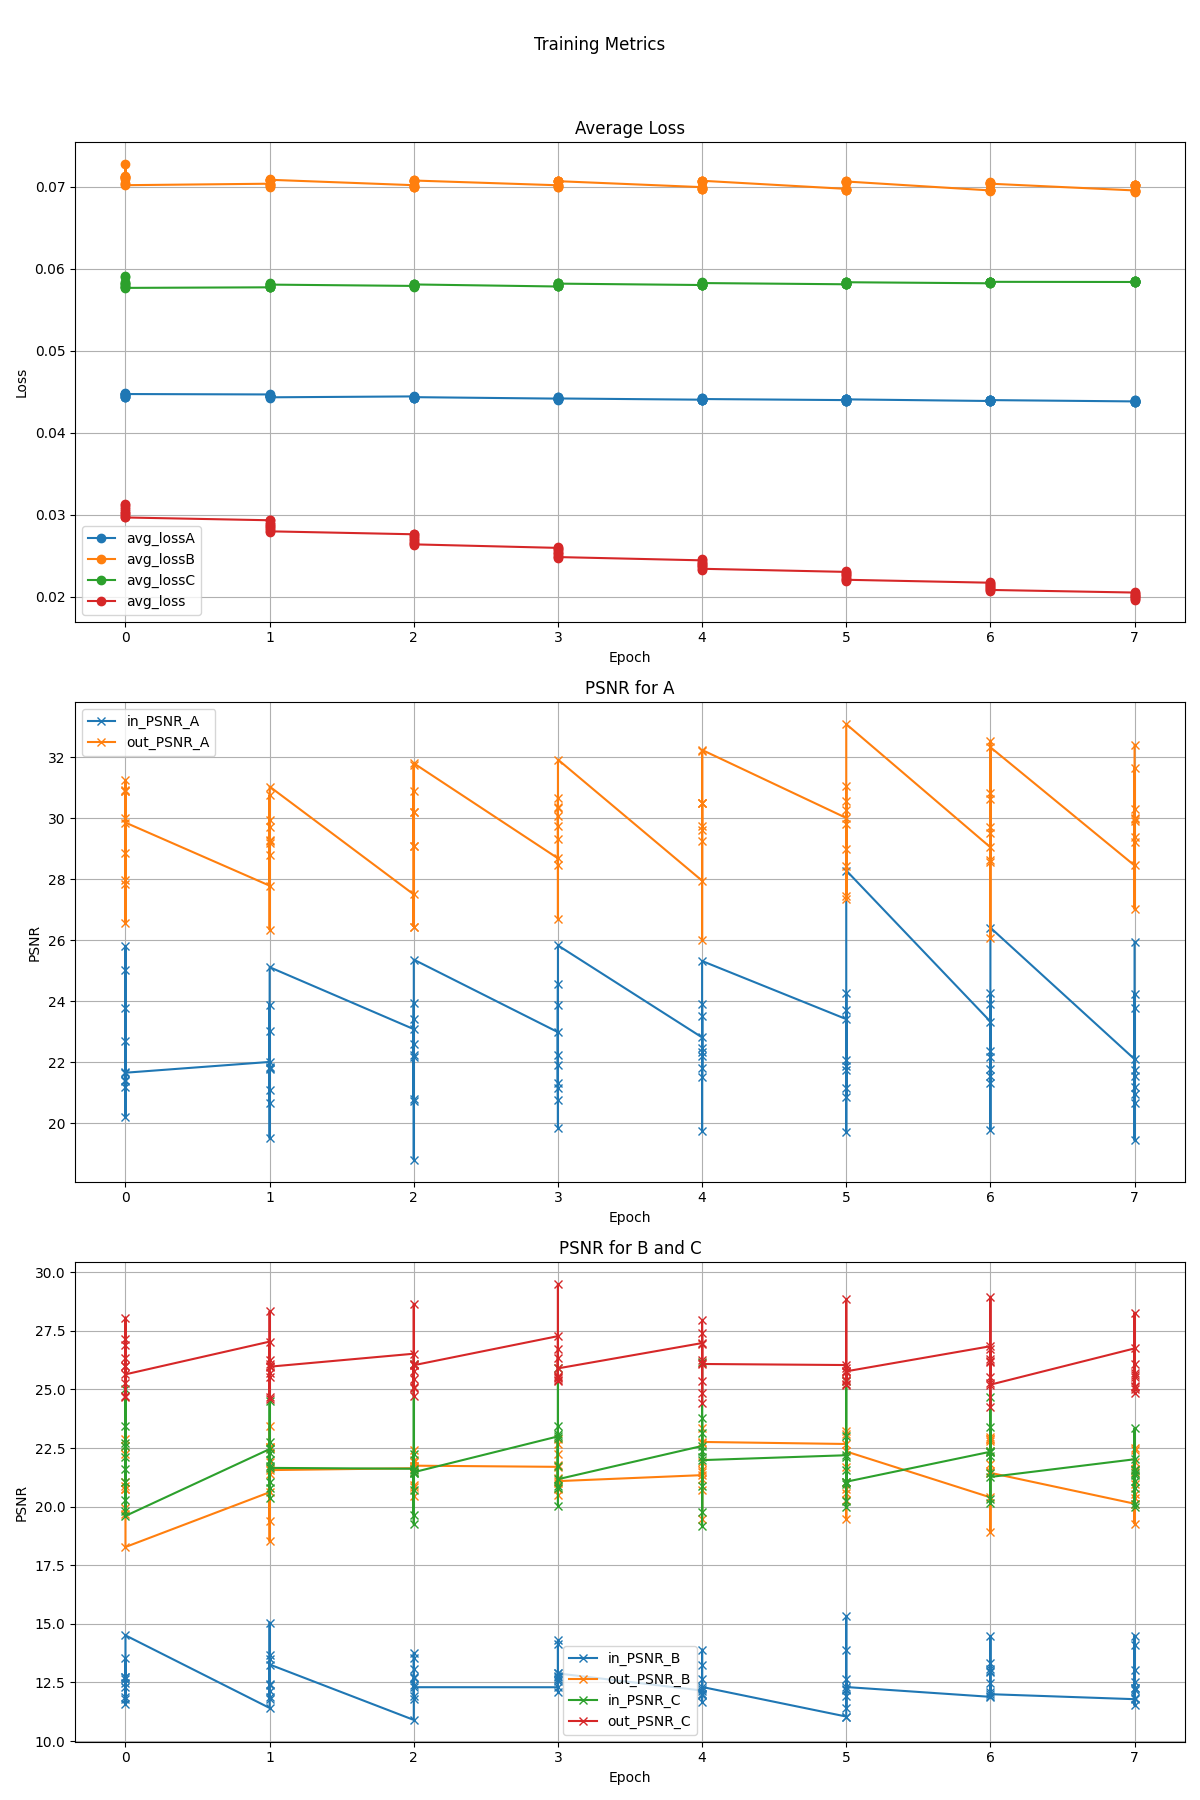 Training Metrics
Average Loss
0.07
0.06
0.05
0.04
0.03
0.02
Loss
avg_lossA
avg_lossB
avg_lossC
avg_loss
0 1 2 3 4 5 6 7
Epoch
PSNR for A
in_PSNR_A
out_PSNR_A
32
30
28
26
24
22
20
PSNR
0 1 2 3 4 5 6 7
Epoch
PSNR for B and C
30.0
27.5
25.0
22.5
20.0
17.5
15.0
12.5
10.0
PSNR
in_PSNR_B
out_PSNR_B
in_PSNR_C
out_PSNR_C
0 1 2 3 4 5 6 7
Epoch